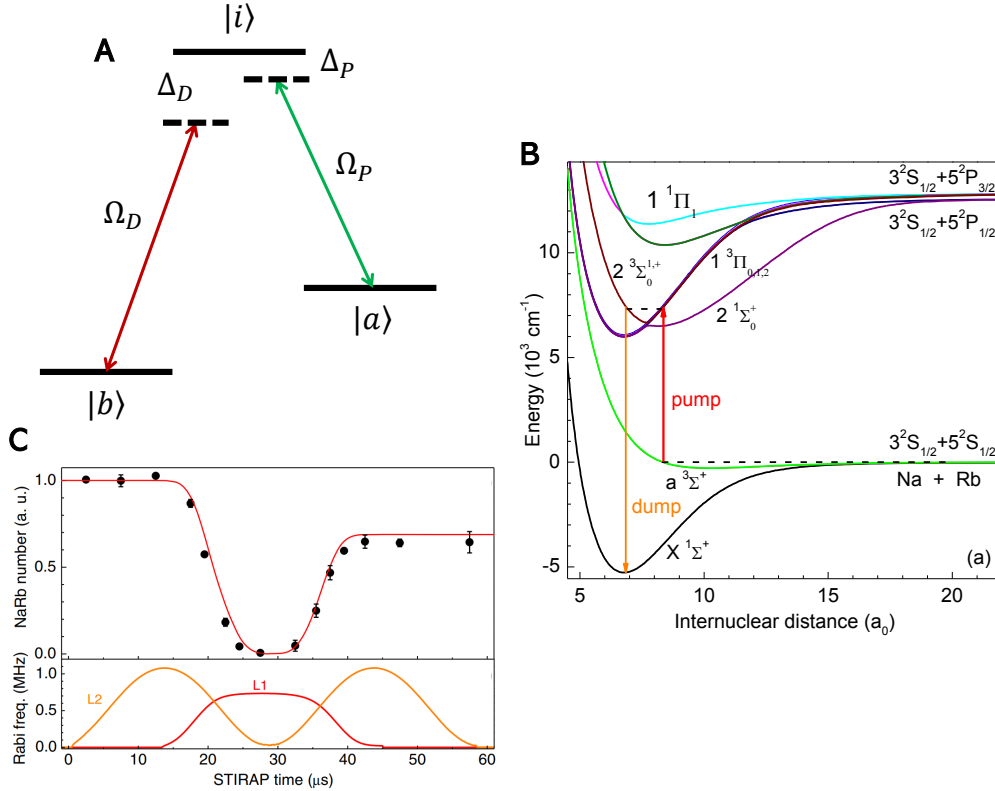 A
|i⟩
Δ_D
Δ_P
Ω_D
Ω_P
|a⟩
|b⟩
B
Energy (10³ cm⁻¹)
10
5
0
-5
5
10
15
20
Internuclear distance (a₀)
1 ¹Π₁
3²S₁/₂+5²P₃/₂
3²S₁/₂+5²P₁/₂
2 ³Σ₀¹·⁺
1 ³Π₀,₁,₂
2 ¹Σ₀⁺
pump
3²S₁/₂+5²S₁/₂
Na + Rb
a ³Σ⁺
dump
X ¹Σ⁺
(a)
C
NaRb number (a. u.)
1.0
0.5
0.0
Rabi freq. (MHz)
1.0
0.5
0.0
L2
L1
0
10
20
30
40
50
60
STIRAP time (μs)